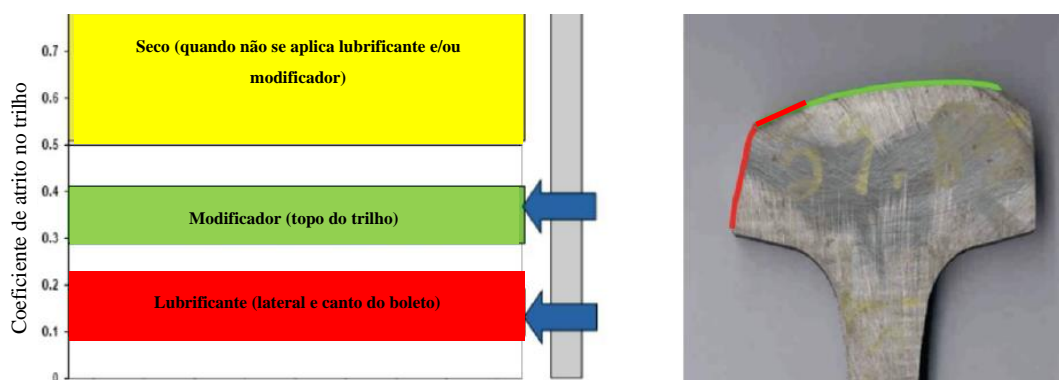 Coeficiente de atrito no trilho
0.7
0.6
0.5
0.4
0.3
0.2
0.1
0
Seco (quando não se aplica lubrificante e/ou
modificador)
Modificador (topo do trilho)
Lubrificante (lateral e canto do boleto)